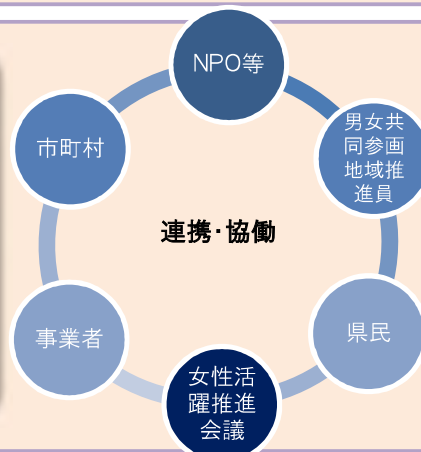 NPO等
男女共
同参画
地域推
進員
市町村
連携・協働
事業者
県民
女性活
躍推進
会議